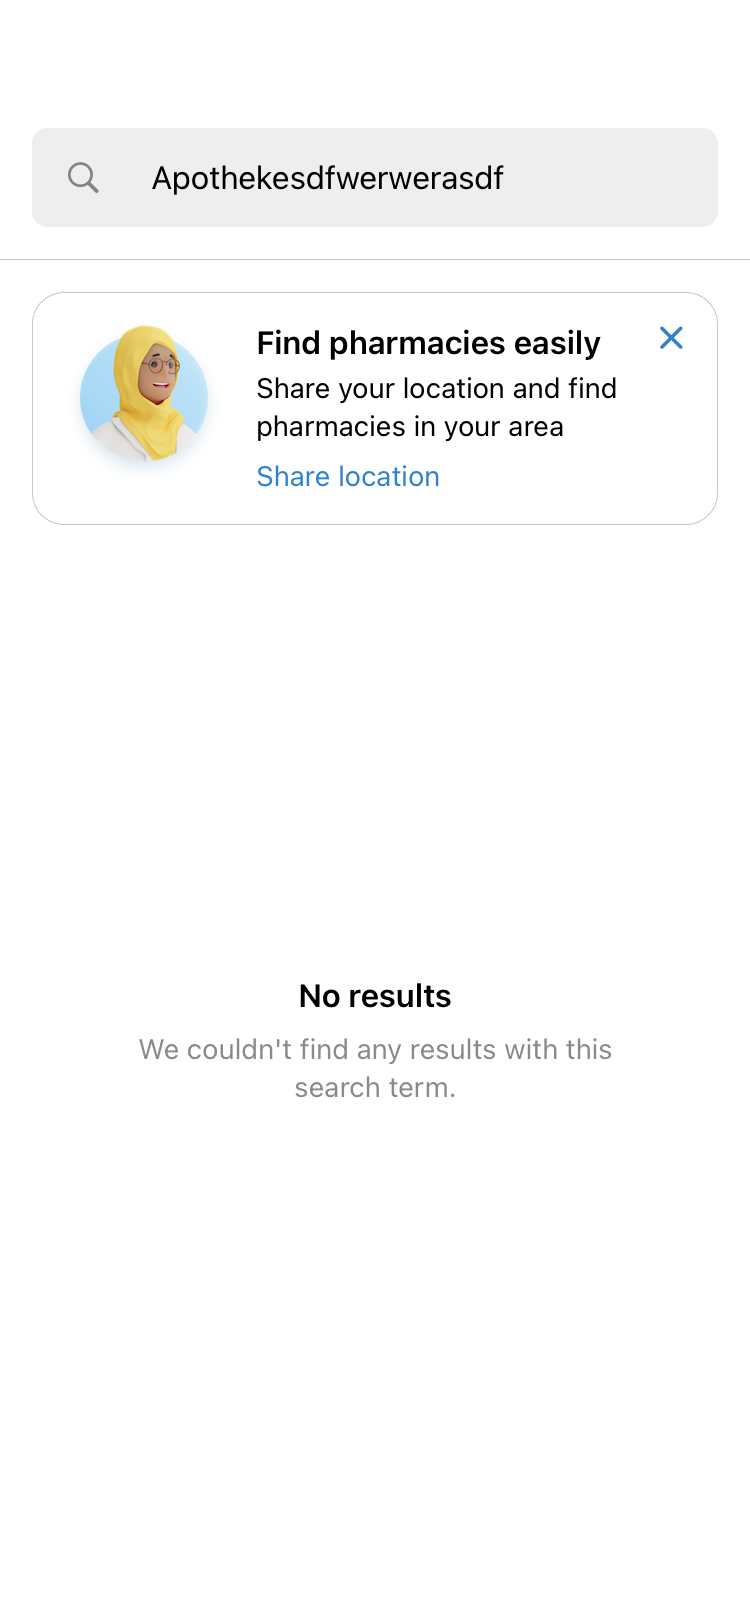 Apothekesdfwerwerasdf
Find pharmacies easily
Share your location and find
pharmacies in your area
Share location
No results
We couldn't find any results with this
search term.